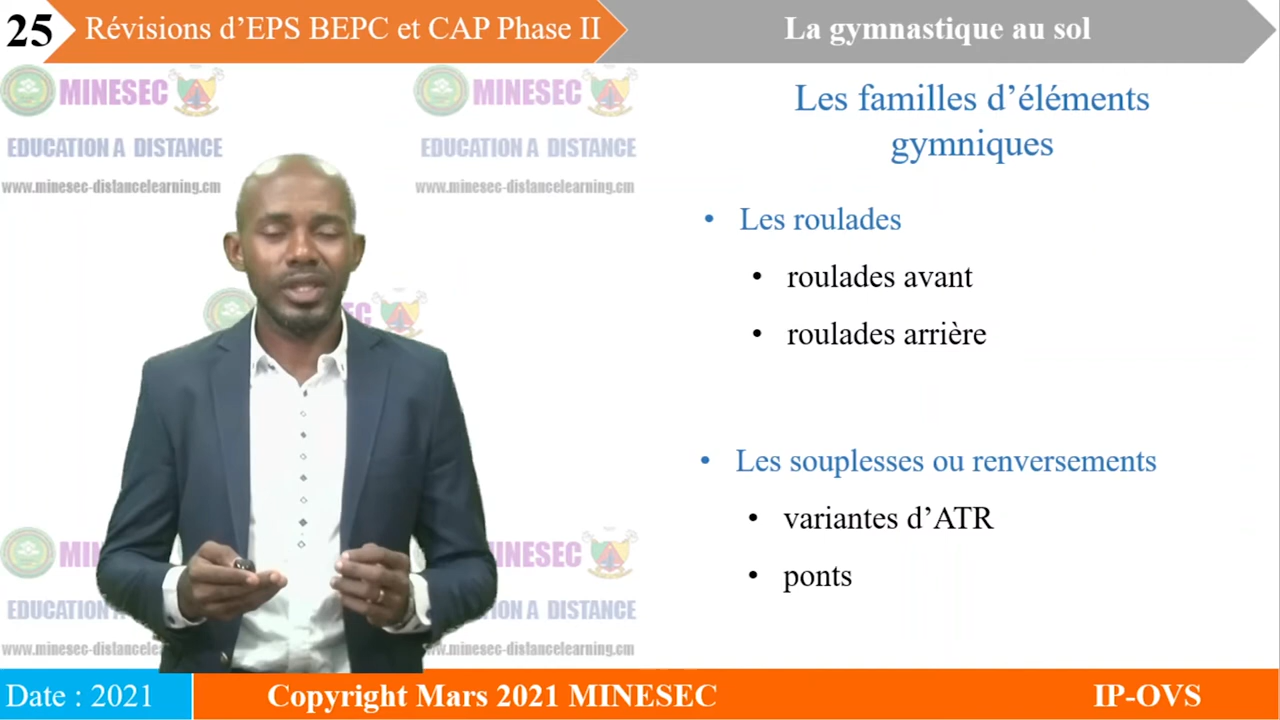 25
Révisions d’EPS BEPC et CAP Phase II
La gymnastique au sol
MINESEC
EDUCATION A DISTANCE
www.minesec-distancelearning.cm
MINESEC
EDUCATION A DISTANCE
www.minesec-distancelearning.cm
Les familles d’éléments
gymniques
• Les roulades
• roulades avant
• roulades arrière
• Les souplesses ou renversements
• variantes d’ATR
• ponts
Date : 2021
Copyright Mars 2021 MINESEC
IP-OVS